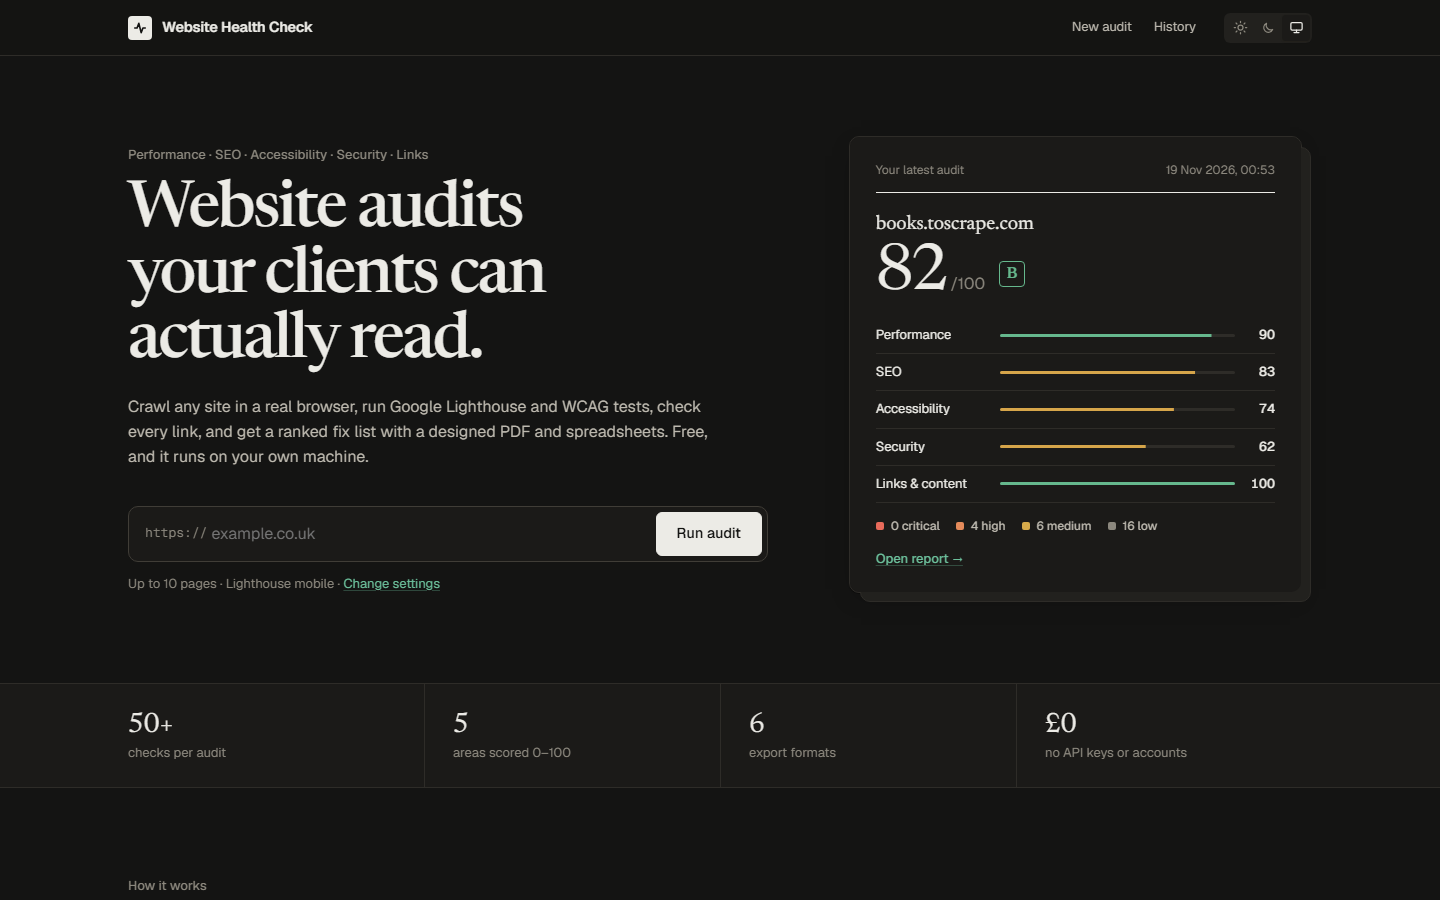 Website Health Check
New audit
History
Performance · SEO · Accessibility · Security · Links
Website audits
your clients can
actually read.
Crawl any site in a real browser, run Google Lighthouse and WCAG tests, check
every link, and get a ranked fix list with a designed PDF and spreadsheets. Free,
and it runs on your own machine.
https:// example.co.uk
Run audit
Up to 10 pages · Lighthouse mobile · Change settings
Your latest audit
19 Nov 2026, 00:53
books.toscrape.com
82 /100 B
Performance 90
SEO 83
Accessibility 74
Security 62
Links & content 100
0 critical 4 high 6 medium 16 low
Open report →
50+
checks per audit
5
areas scored 0–100
6
export formats
£0
no API keys or accounts
How it works